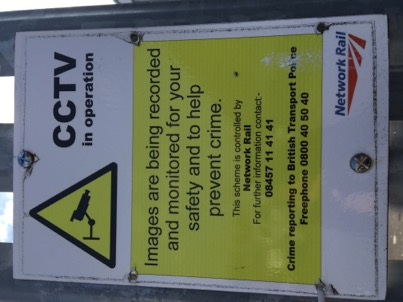 CCTV
in operation
Images are being recorded
and monitored for your
safety and to help
prevent crime.
This scheme is controlled by
Network Rail
For further information contact:-
08457 11 41 41
Crime reporting to British Transport Police
Freephone 0800 40 50 40
Network Rail